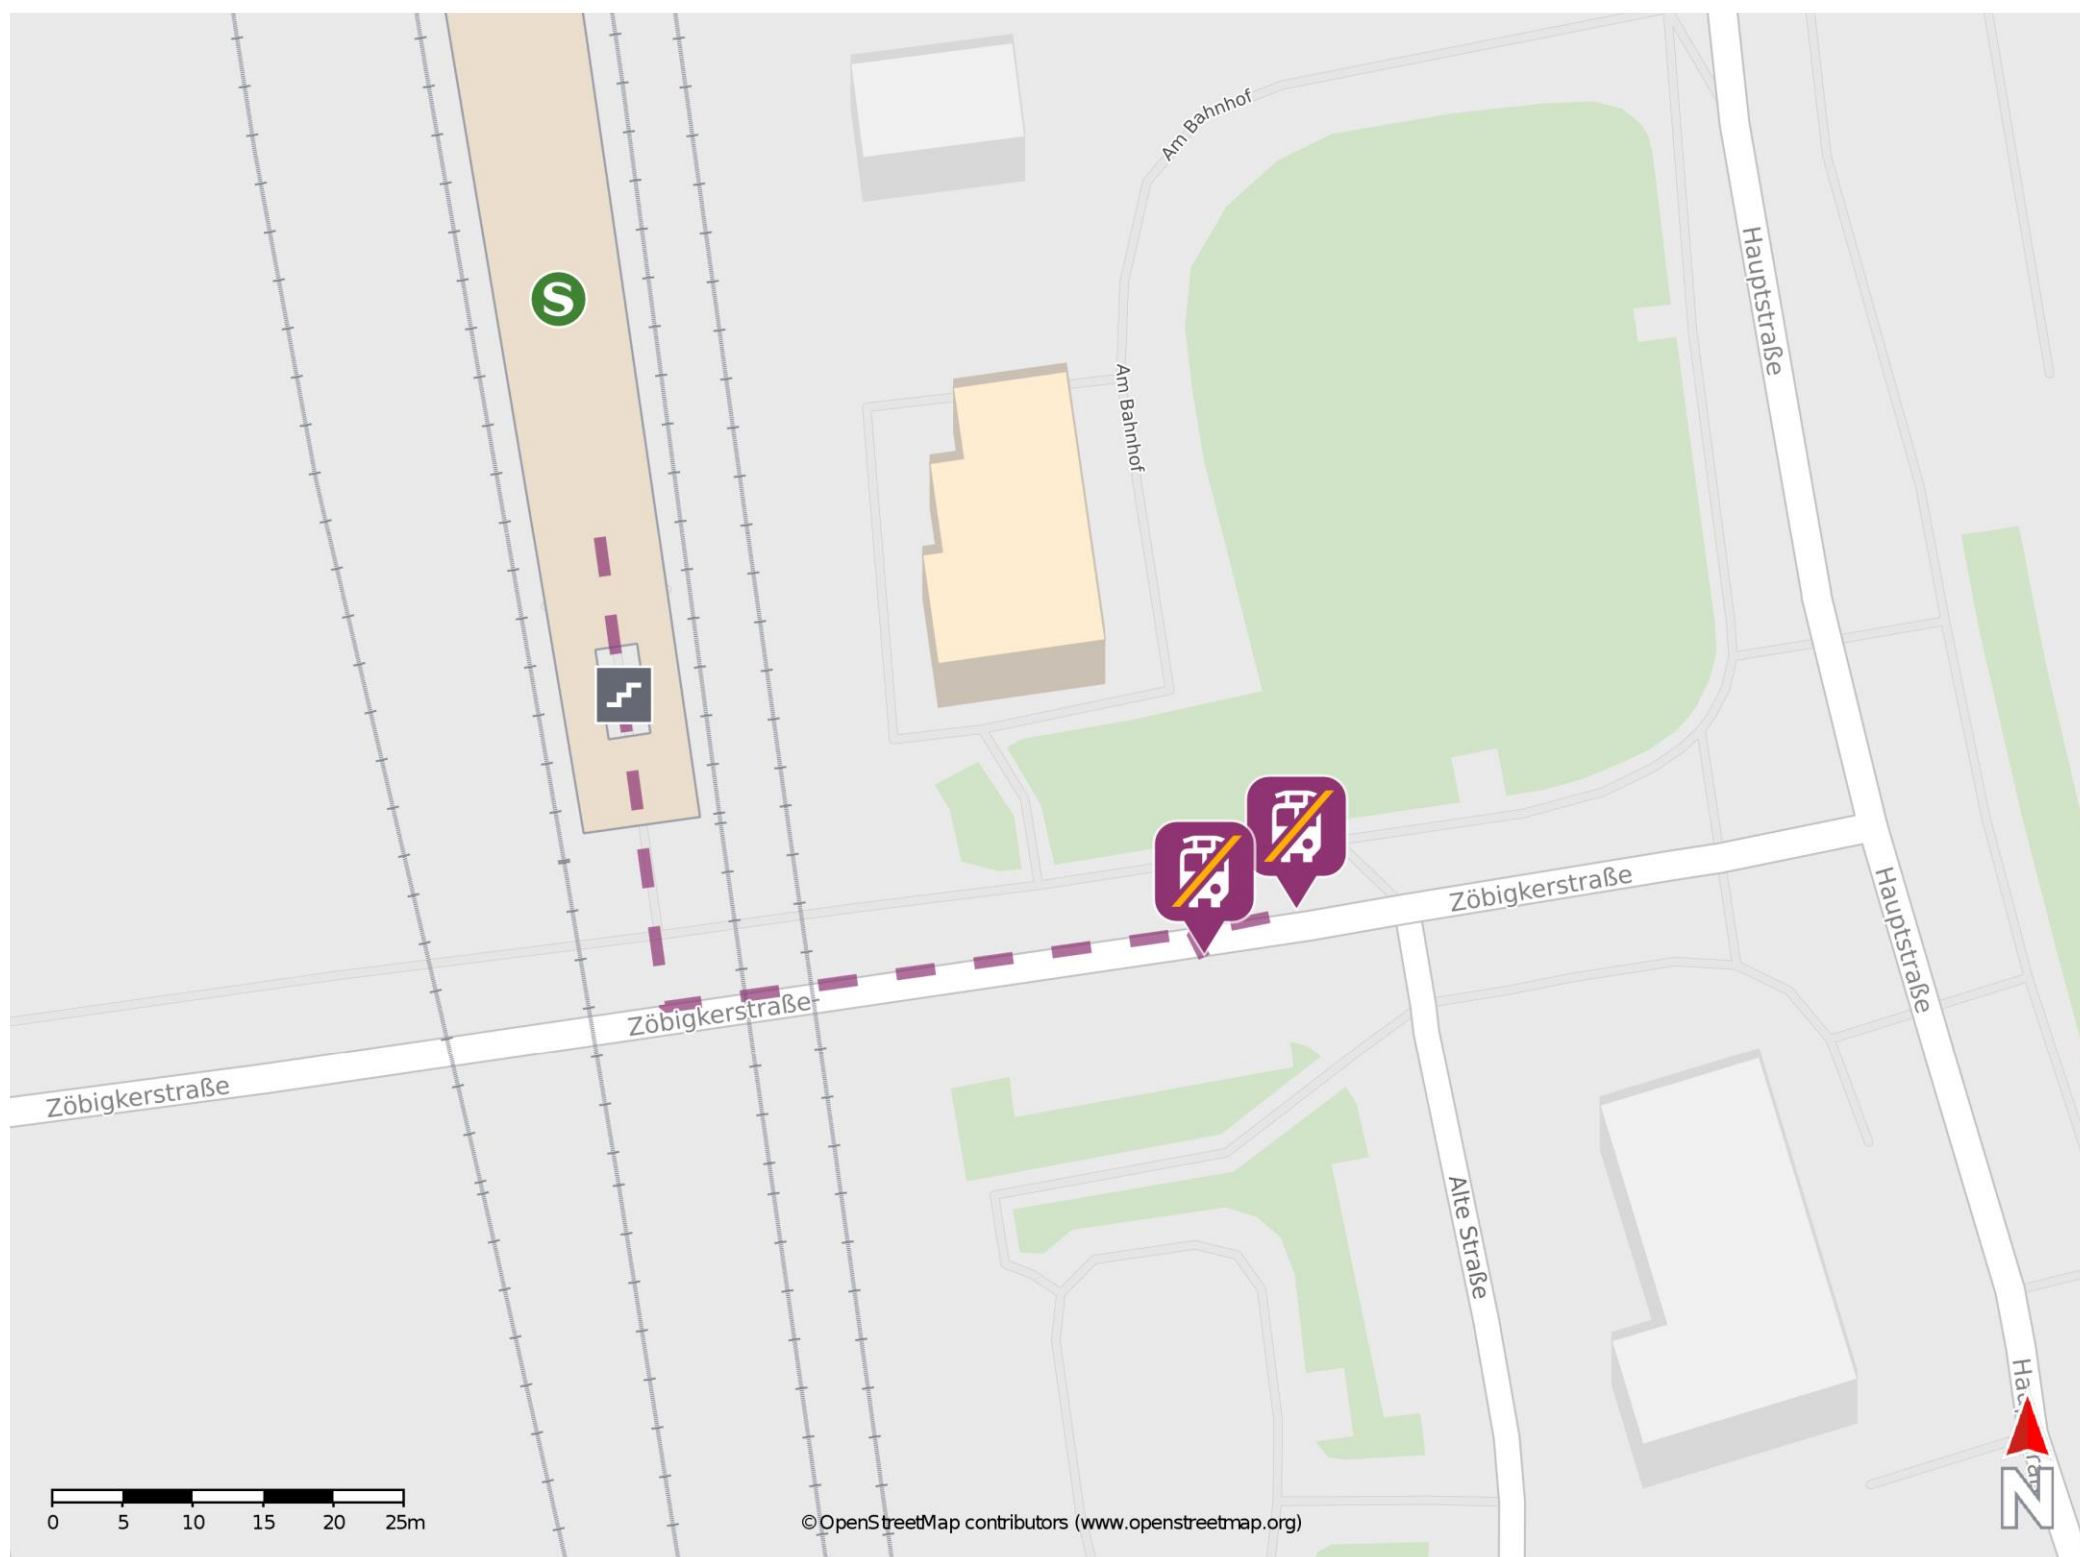 Am Bahnhof
Hauptstraße
S
Am Bahnhof
Zöbigkerstraße
Hauptstraße
Zöbigkerstraße
Zöbigkerstraße
Alte Straße
0 5 10 15 20 25m
© OpenStreetMap contributors (www.openstreetmap.org)
N